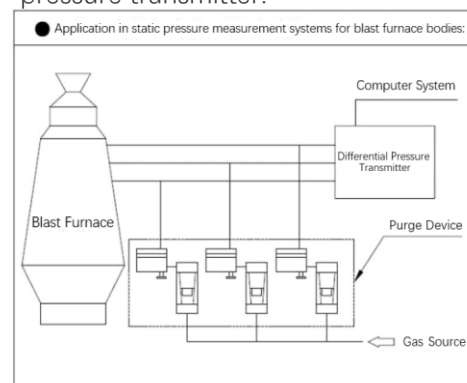 pressure transmitter.
● Application in static pressure measurement systems for blast furnace bodies:
Computer System
Differential Pressure
Transmitter
Blast Furnace
Purge Device
Gas Source